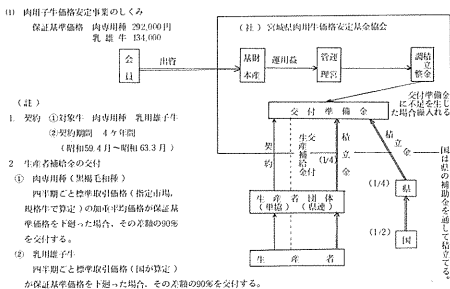 (1) 肉用子牛価格安定事業のしくみ
保証基準価格 肉専用種 292,000円
乳雄牛 134,000
(社)宮城県肉用牛価格安定基金協会
会員
出資
基本財産
運用益
管理運営
調整積立金
交付準備金に不足を生じた場合繰入れる
交付準備金
(註)
1. 契約 ①対象牛 肉専用種 乳用雄子牛
②契約期間 4ヶ年間
(昭和59.4月~昭和63.3月)
2 生産者補給金の交付
① 肉専用種(黒褐毛和種)
四半期ごと標準取引価格(指定市場,
規格牛で算定)の加重平均価格が保証基
準価格を下廻った場合、その差額の90%
を交付する。
② 乳用雄子牛
四半期ごと標準取引価格(国が算定)
が保証基準価格を下廻った場合、その差額の90%を交付する。
契約
生産者補給金交付
積立金
(1/4)
積立金
(1/4)
県
(1/2)
国
生産者団体
(単協)(県連)
生産者
国は県の補助金を通して積立てる。